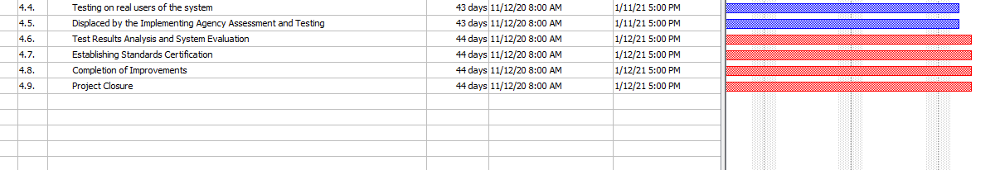 4.4. Testing on real users of the system 43 days 11/12/20 8:00 AM 1/11/21 5:00 PM
4.5. Displaced by the Implementing Agency Assessment and Testing 43 days 11/12/20 8:00 AM 1/11/21 5:00 PM
4.6. Test Results Analysis and System Evaluation 44 days 11/12/20 8:00 AM 1/12/21 5:00 PM
4.7. Establishing Standards Certification 44 days 11/12/20 8:00 AM 1/12/21 5:00 PM
4.8. Completion of Improvements 44 days 11/12/20 8:00 AM 1/12/21 5:00 PM
4.9. Project Closure 44 days 11/12/20 8:00 AM 1/12/21 5:00 PM